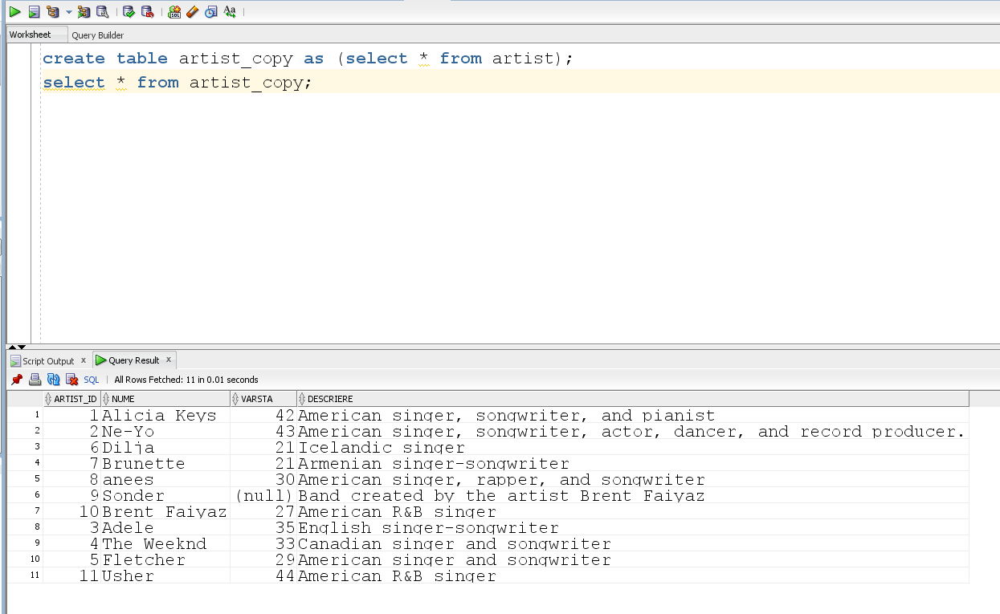 Worksheet Query Builder
create table artist_copy as (select * from artist);
select * from artist_copy;
Script Output x Query Result x
SQL | All Rows Fetched: 11 in 0.01 seconds
ARTIST_ID NUME VARSTA DESCRIERE
1 1 Alicia Keys 42 American singer, songwriter, and pianist
2 2 Ne-Yo 43 American singer, songwriter, actor, dancer, and record producer.
3 6 Dilja 21 Icelandic singer
4 7 Brunette 21 Armenian singer-songwriter
5 8 anees 30 American singer, rapper, and songwriter
6 9 Sonder (null) Band created by the artist Brent Faiyaz
7 10 Brent Faiyaz 27 American R&B singer
8 3 Adele 35 English singer-songwriter
9 4 The Weeknd 33 Canadian singer and songwriter
10 5 Fletcher 29 American singer and songwriter
11 11 Usher 44 American R&B singer